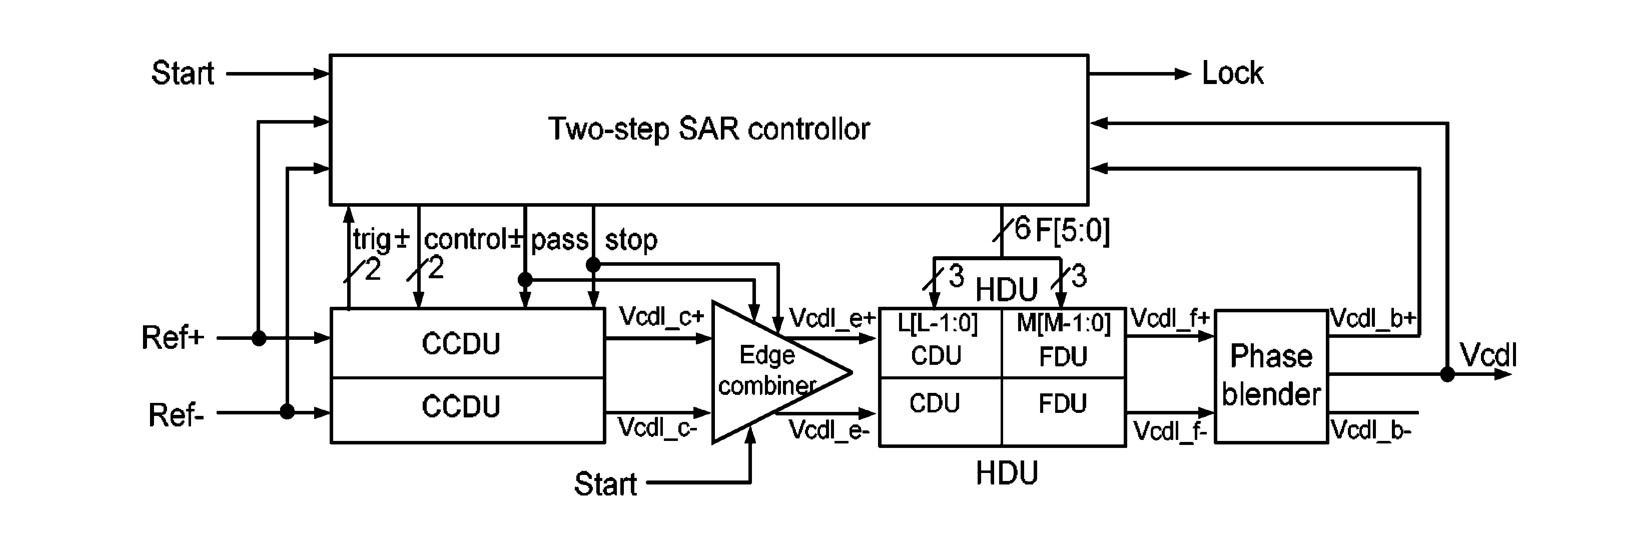 Start
Lock
Two-step SAR controllor
trig±
control±
pass
stop
2
2
6
F[5:0]
3
HDU
3
Ref+
CCDU
Vcdl_c+
Edge
combiner
Vcdl_e+
L[L-1:0]
M[M-1:0]
CDU
FDU
Vcdl_f+
Phase
blender
Vcdl_b+
Vcdl
Ref-
CCDU
Vcdl_c-
Vcdl_e-
CDU
FDU
Vcdl_f-
Vcdl_b-
Start
HDU